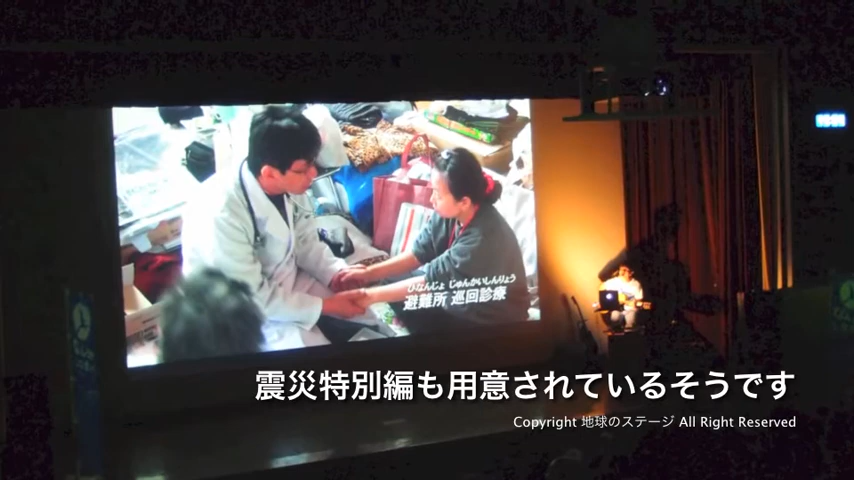 ひなんじょ じゅんかいしんりょう
避難所 巡回診療
震災特別編も用意されているそうです
Copyright 地球のステージ All Right Reserved